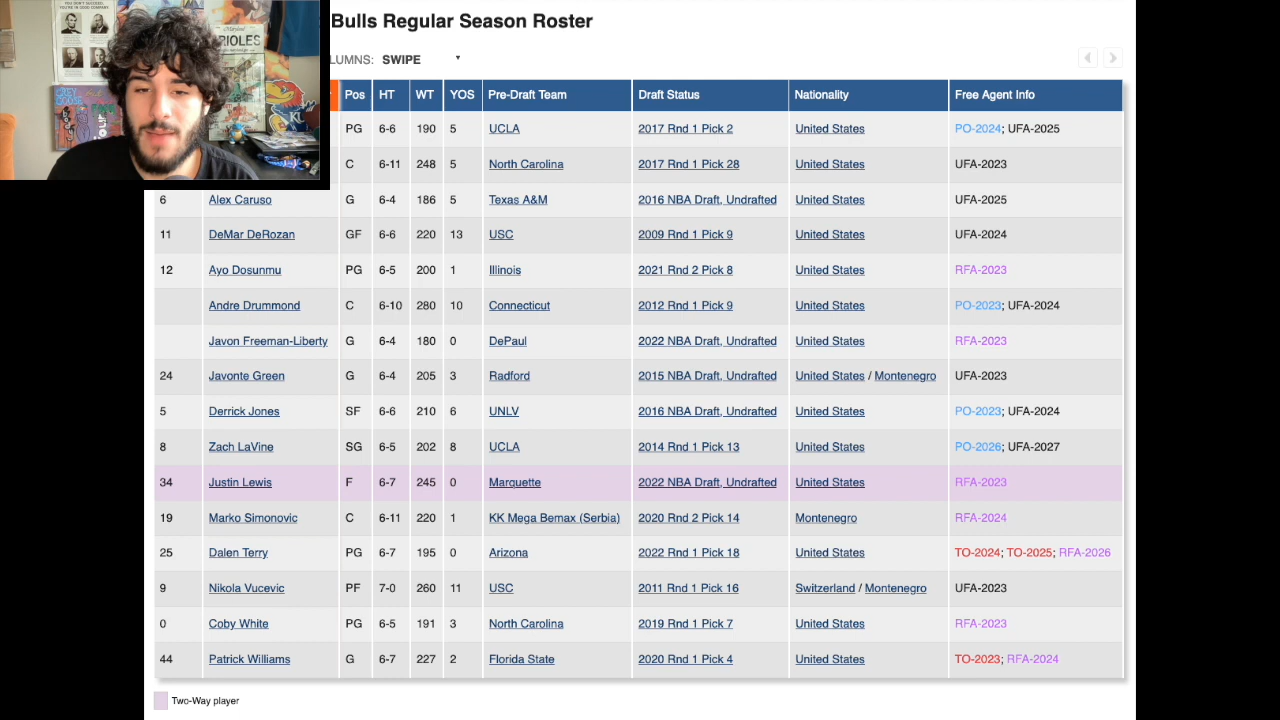 Bulls Regular Season Roster
LUMNS: SWIPE
Pos HT WT YOS Pre-Draft Team Draft Status Nationality Free Agent Info
PG 6-6 190 5 UCLA 2017 Rnd 1 Pick 2 United States PO-2024; UFA-2025
C 6-11 248 5 North Carolina 2017 Rnd 1 Pick 28 United States UFA-2023
6 Alex Caruso G 6-4 186 5 Texas A&M 2016 NBA Draft, Undrafted United States UFA-2025
11 DeMar DeRozan GF 6-6 220 13 USC 2009 Rnd 1 Pick 9 United States UFA-2024
12 Ayo Dosunmu PG 6-5 200 1 Illinois 2021 Rnd 2 Pick 8 United States RFA-2023
Andre Drummond C 6-10 280 10 Connecticut 2012 Rnd 1 Pick 9 United States PO-2023; UFA-2024
Javon Freeman-Liberty G 6-4 180 0 DePaul 2022 NBA Draft, Undrafted United States RFA-2023
24 Javonte Green G 6-4 205 3 Radford 2015 NBA Draft, Undrafted United States / Montenegro UFA-2023
5 Derrick Jones SF 6-6 210 6 UNLV 2016 NBA Draft, Undrafted United States PO-2023; UFA-2024
8 Zach LaVine SG 6-5 202 8 UCLA 2014 Rnd 1 Pick 13 United States PO-2026; UFA-2027
34 Justin Lewis F 6-7 245 0 Marquette 2022 NBA Draft, Undrafted United States RFA-2023
19 Marko Simonovic C 6-11 220 1 KK Mega Bemax (Serbia) 2020 Rnd 2 Pick 14 Montenegro RFA-2024
25 Dalen Terry PG 6-7 195 0 Arizona 2022 Rnd 1 Pick 18 United States TO-2024; TO-2025; RFA-2026
9 Nikola Vucevic PF 7-0 260 11 USC 2011 Rnd 1 Pick 16 Switzerland / Montenegro UFA-2023
0 Coby White PG 6-5 191 3 North Carolina 2019 Rnd 1 Pick 7 United States RFA-2023
44 Patrick Williams G 6-7 227 2 Florida State 2020 Rnd 1 Pick 4 United States TO-2023; RFA-2024
Two-Way player
YOU'RE IN GOOD COMPANY
Maryland
RIOLES
KU